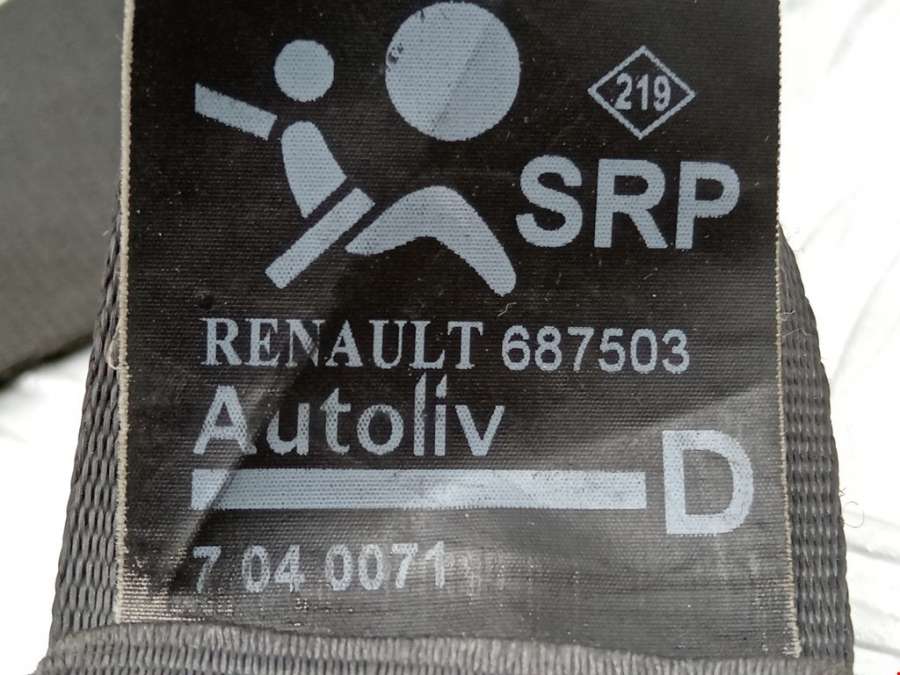 219
SRP
RENAULT 687503
Autoliv
D
7 04 0071